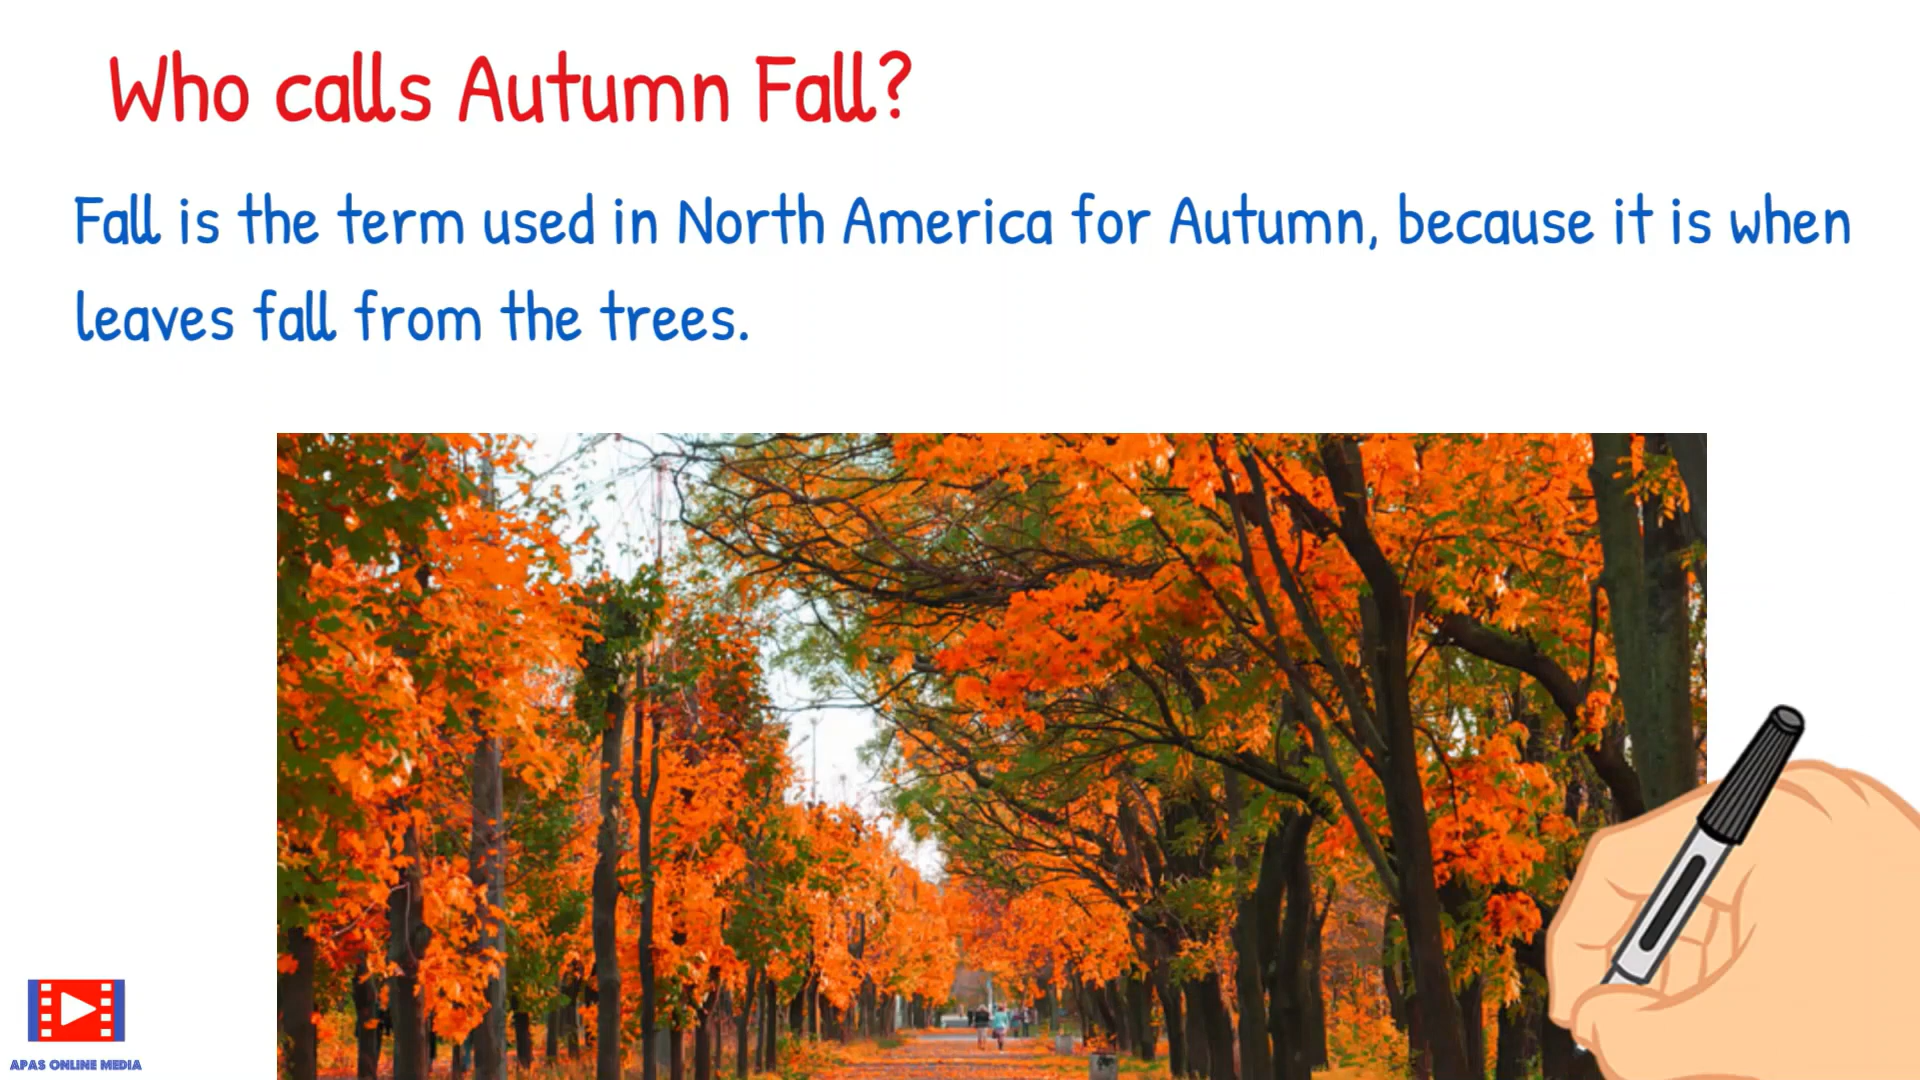 Who calls Autumn Fall?
Fall is the term used in North America for Autumn, because it is when
leaves fall from the trees.
APAS ONLINE MEDIA